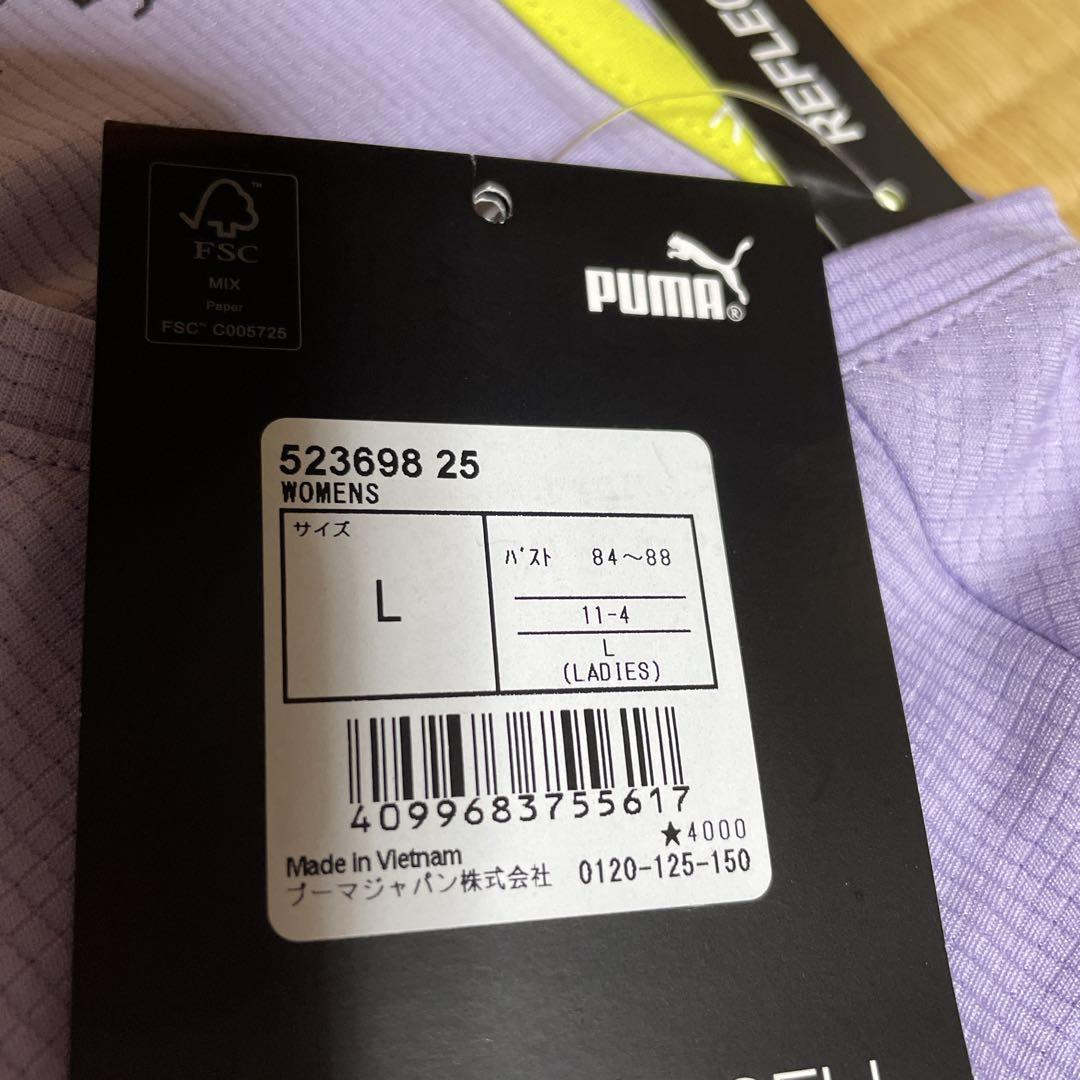 REFLEC
FSC™
MIX
Paper
FSC™ C005725
PUMA®
523698 25
WOMENS
サイズ
L
バスト 84～88
11-4
L
(LADIES)
4099683755617
★4000
Made in Vietnam
プーマジャパン株式会社 0120-125-150